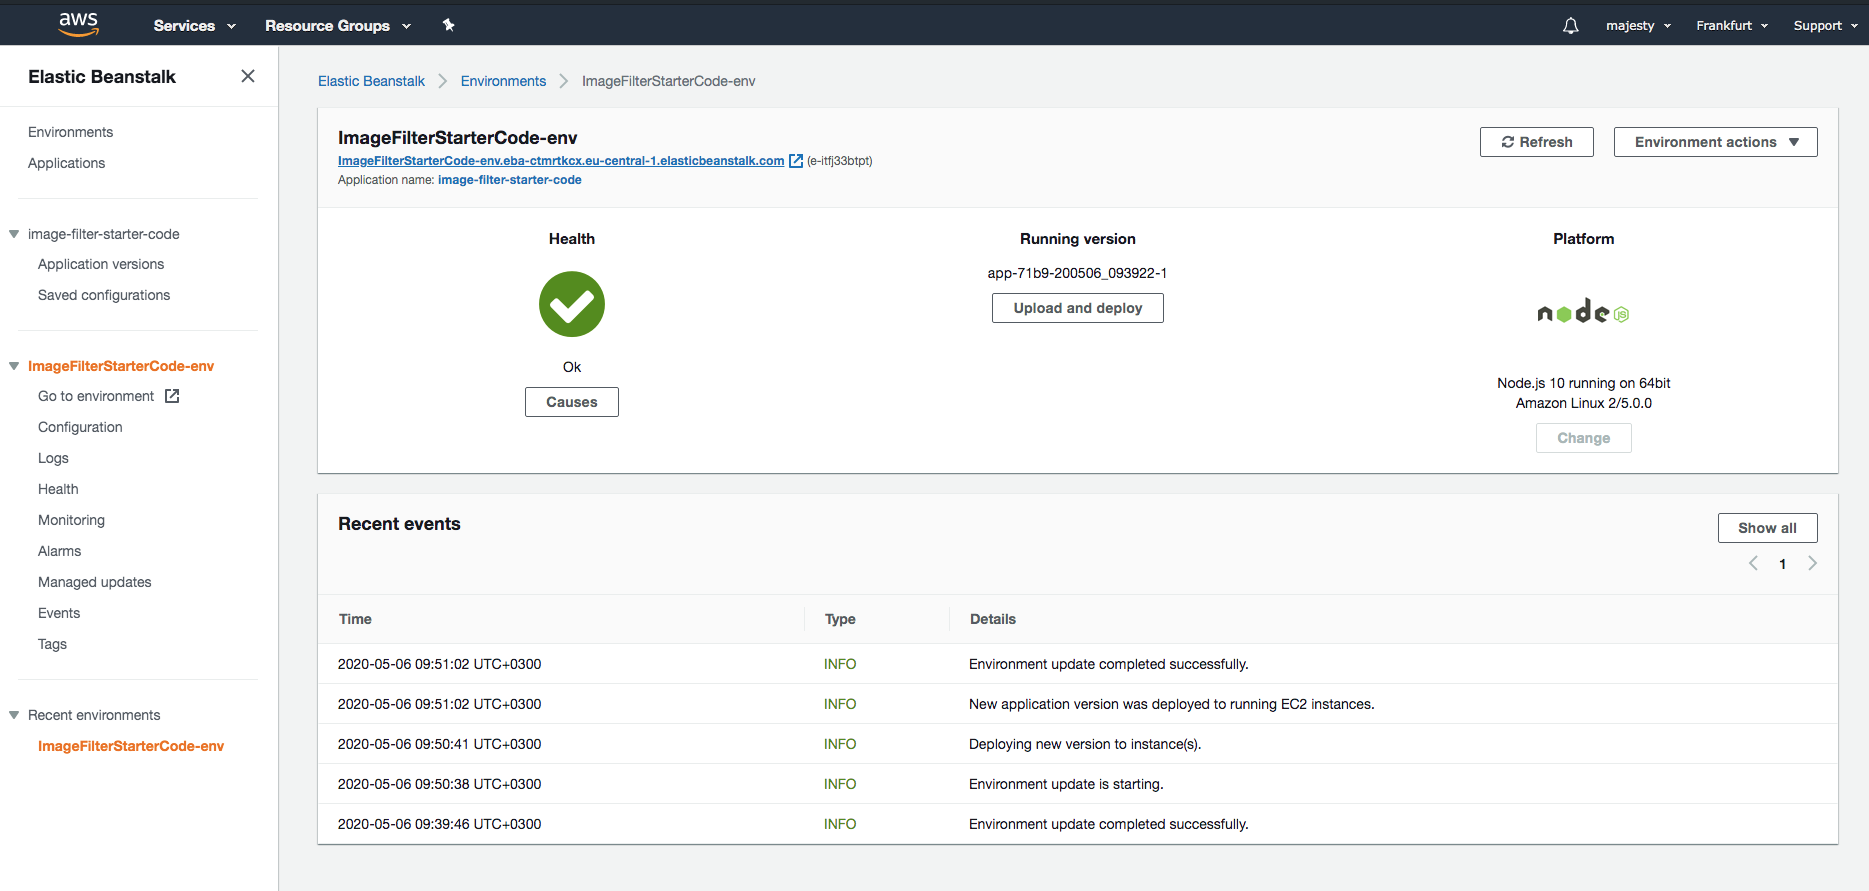 aws
Services
Resource Groups
majesty
Frankfurt
Support
Elastic Beanstalk
Environments
Applications
image-filter-starter-code
Application versions
Saved configurations
ImageFilterStarterCode-env
Go to environment
Configuration
Logs
Health
Monitoring
Alarms
Managed updates
Events
Tags
Recent environments
ImageFilterStarterCode-env
Elastic Beanstalk > Environments > ImageFilterStarterCode-env
ImageFilterStarterCode-env
ImageFilterStarterCode-env.eba-ctmrtkcx.eu-central-1.elasticbeanstalk.com (e-itfj33btpt)
Application name: image-filter-starter-code
Refresh
Environment actions
Health
Ok
Causes
Running version
app-71b9-200506_093922-1
Upload and deploy
Platform
node JS
Node.js 10 running on 64bit
Amazon Linux 2/5.0.0
Change
Recent events
Show all
1
Time Type Details
2020-05-06 09:51:02 UTC+0300 INFO Environment update completed successfully.
2020-05-06 09:51:02 UTC+0300 INFO New application version was deployed to running EC2 instances.
2020-05-06 09:50:41 UTC+0300 INFO Deploying new version to instance(s).
2020-05-06 09:50:38 UTC+0300 INFO Environment update is starting.
2020-05-06 09:39:46 UTC+0300 INFO Environment update completed successfully.